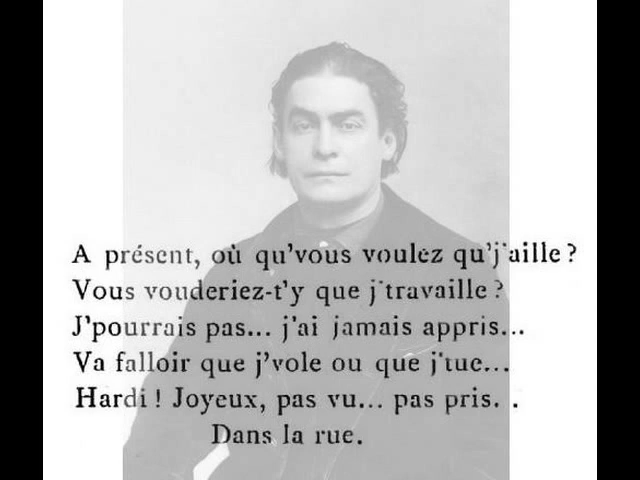 A présent, où qu'vous voulez qu'j'aille ?
Vous vouderiez-t'y que j'travaille ?
J'pourrais pas... j'ai jamais appris...
Va falloir que j'vole ou que j'tue...
Hardi ! Joyeux, pas vu... pas pris. .
Dans la rue.